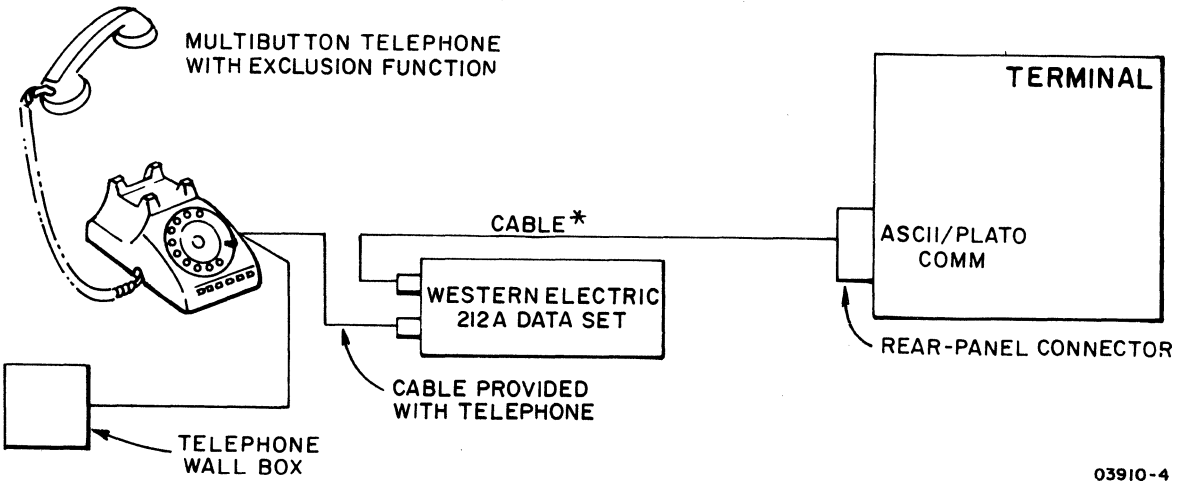 MULTIBUTTON TELEPHONE
WITH EXCLUSION FUNCTION
TERMINAL
CABLE*
ASCII/PLATO
COMM
WESTERN ELECTRIC
212A DATA SET
REAR-PANEL CONNECTOR
CABLE PROVIDED
WITH TELEPHONE
TELEPHONE
WALL BOX
03910-4